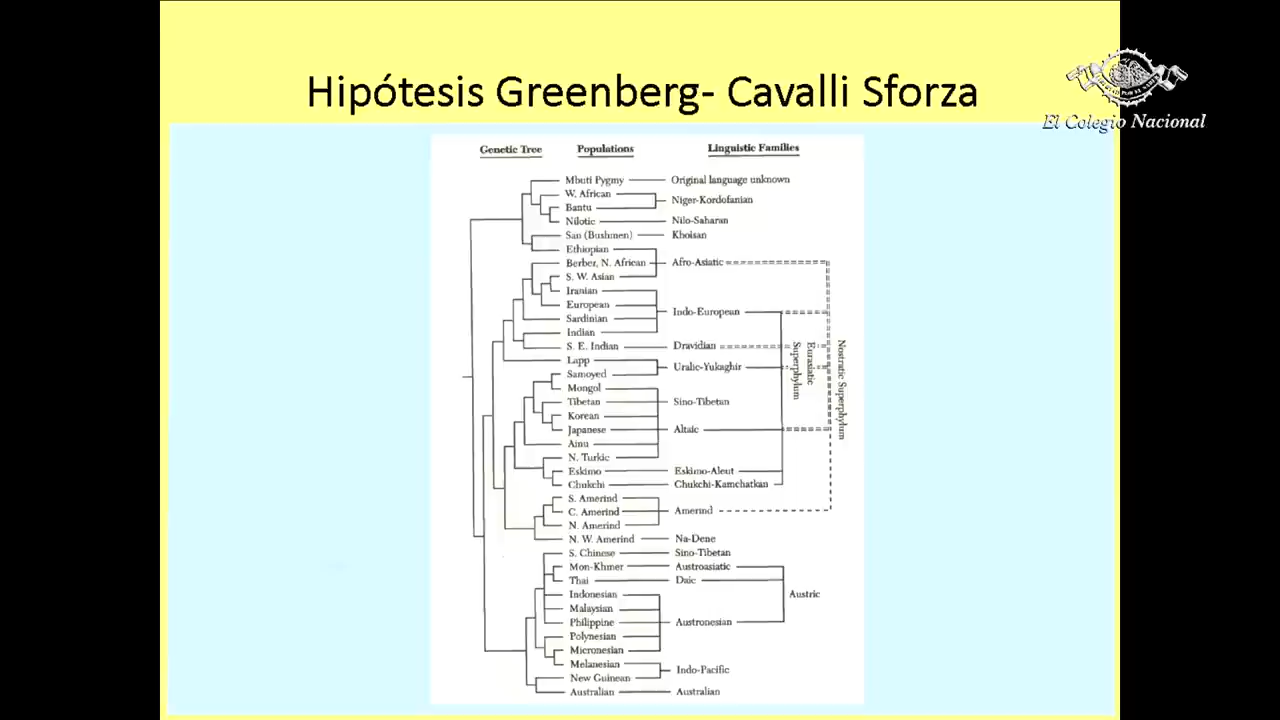 Hipótesis Greenberg- Cavalli Sforza
El Colegio Nacional
Genetic Tree Populations Linguistic Families
Mbuti Pygmy Original language unknown
W. African
Niger-Kordofanian
Bantu
Nilotic Nilo-Saharan
San (Bushmen) Khoisan
Ethiopian
Berber, N. African Afro-Asiatic
S. W. Asian
Iranian
European
Indo-European
Sardinian
Indian
S. E. Indian Dravidian
Lapp
Uralic-Yukaghir
Samoyed
Mongol
Tibetan Sino-Tibetan
Korean
Japanese Altaic
Ainu
N. Turkic
Eskimo Eskimo-Aleut
Chukchi Chukchi-Kamchatkan
S. Amerind
C. Amerind Amerind
N. Amerind
N. W. Amerind Na-Dene
S. Chinese Sino-Tibetan
Mon-Khmer Austroasiatic
Thai Daic
Indonesian
Austric
Malaysian
Philippine Austronesian
Polynesian
Micronesian
Melanesian
Indo-Pacific
New Guinean
Australian Australian
Eurasiatic
Superphylum
Nostratic Superphylum